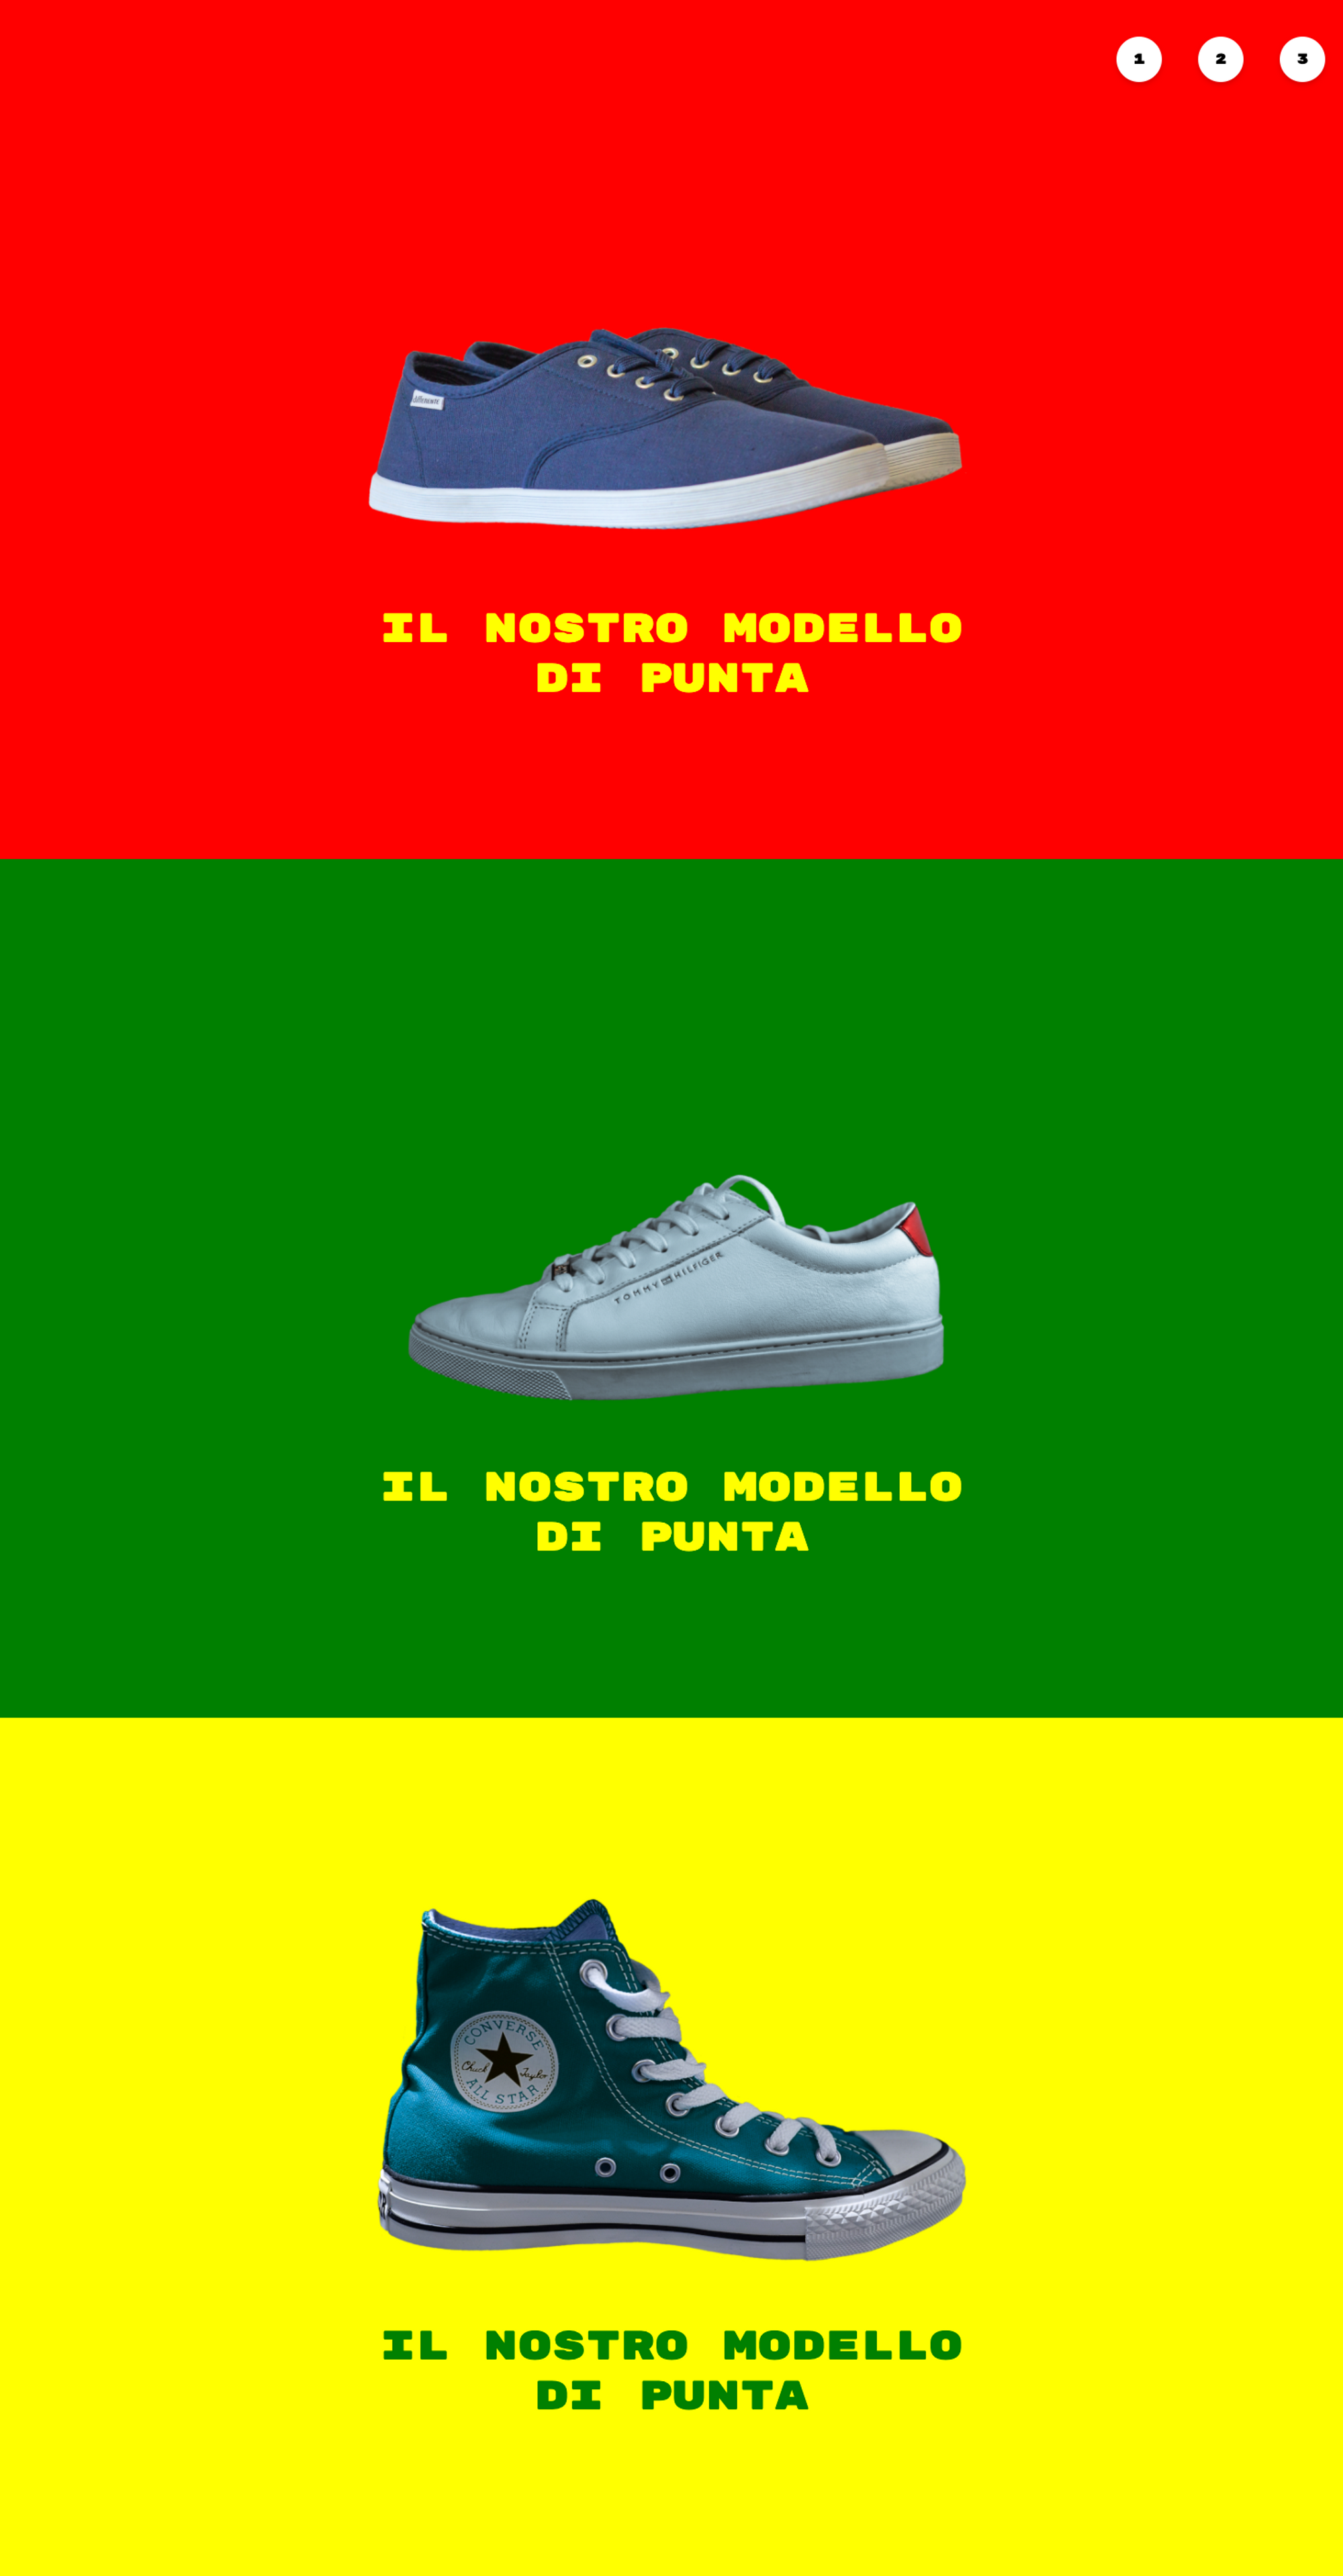 1 2 3
IL NOSTRO MODELLO
DI PUNTA
TOMMY HILFIGER
IL NOSTRO MODELLO
DI PUNTA
CONVERSE
Chuck Taylor
ALL STAR
IL NOSTRO MODELLO
DI PUNTA